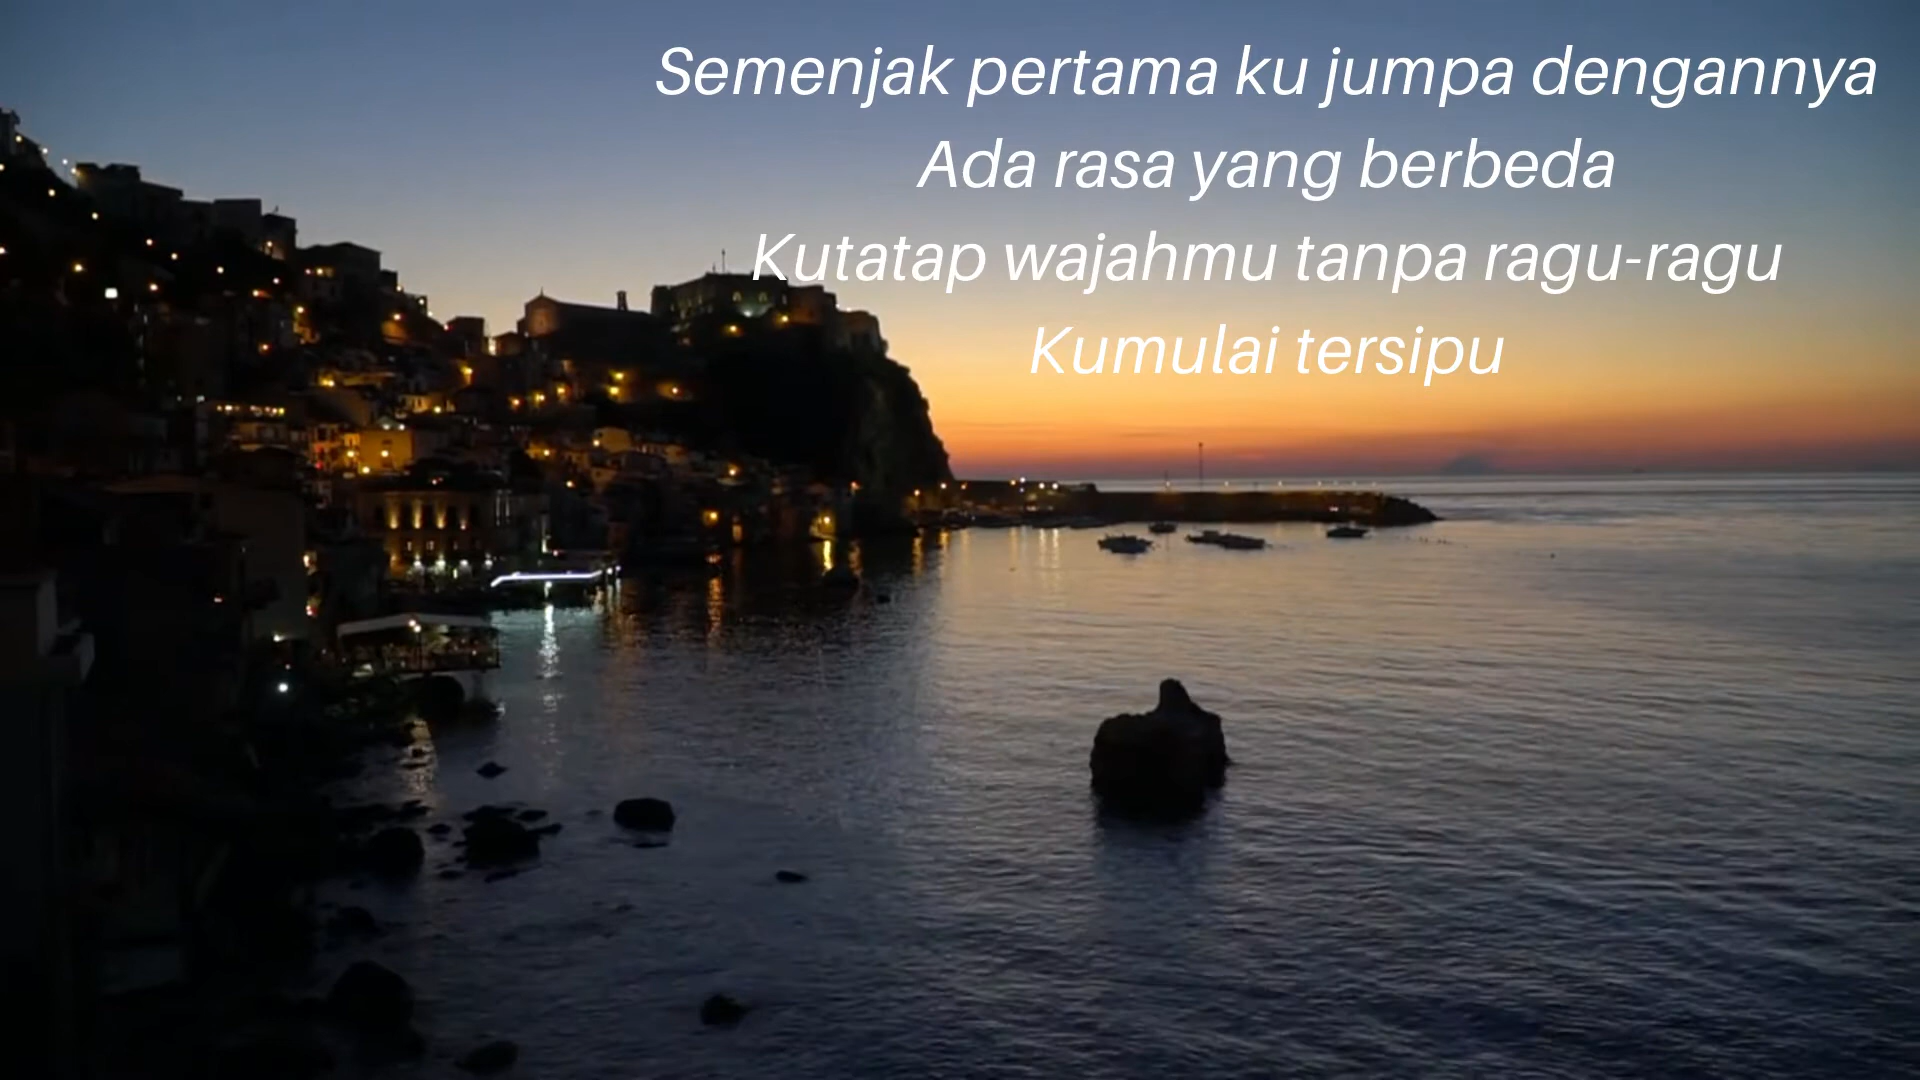 Semenjak pertama ku jumpa dengannya
Ada rasa yang berbeda
Kutatap wajahmu tanpa ragu-ragu
Kumulai tersipu